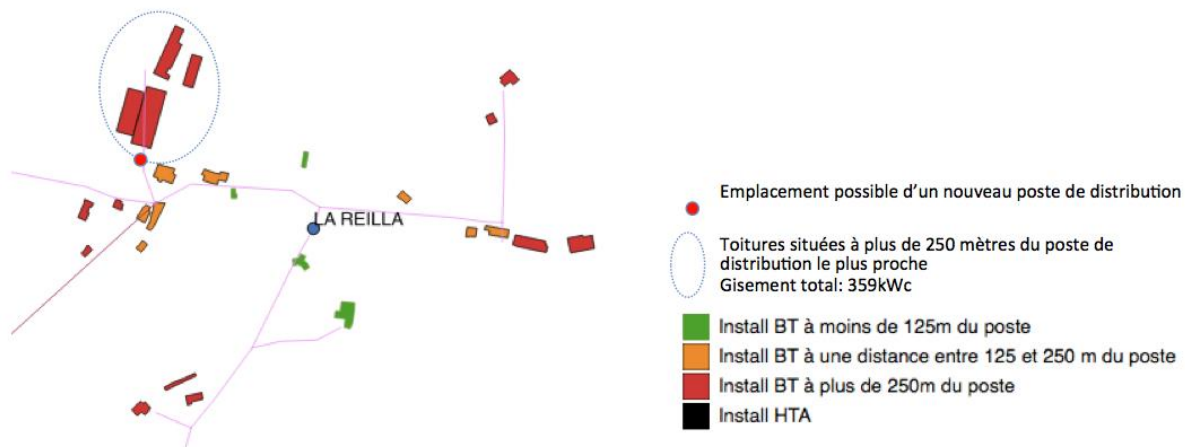 LA REILLA
Emplacement possible d'un nouveau poste de distribution
Toitures situées à plus de 250 mètres du poste de
distribution le plus proche
Gisement total: 359kWc
Install BT à moins de 125m du poste
Install BT à une distance entre 125 et 250 m du poste
Install BT à plus de 250m du poste
Install HTA